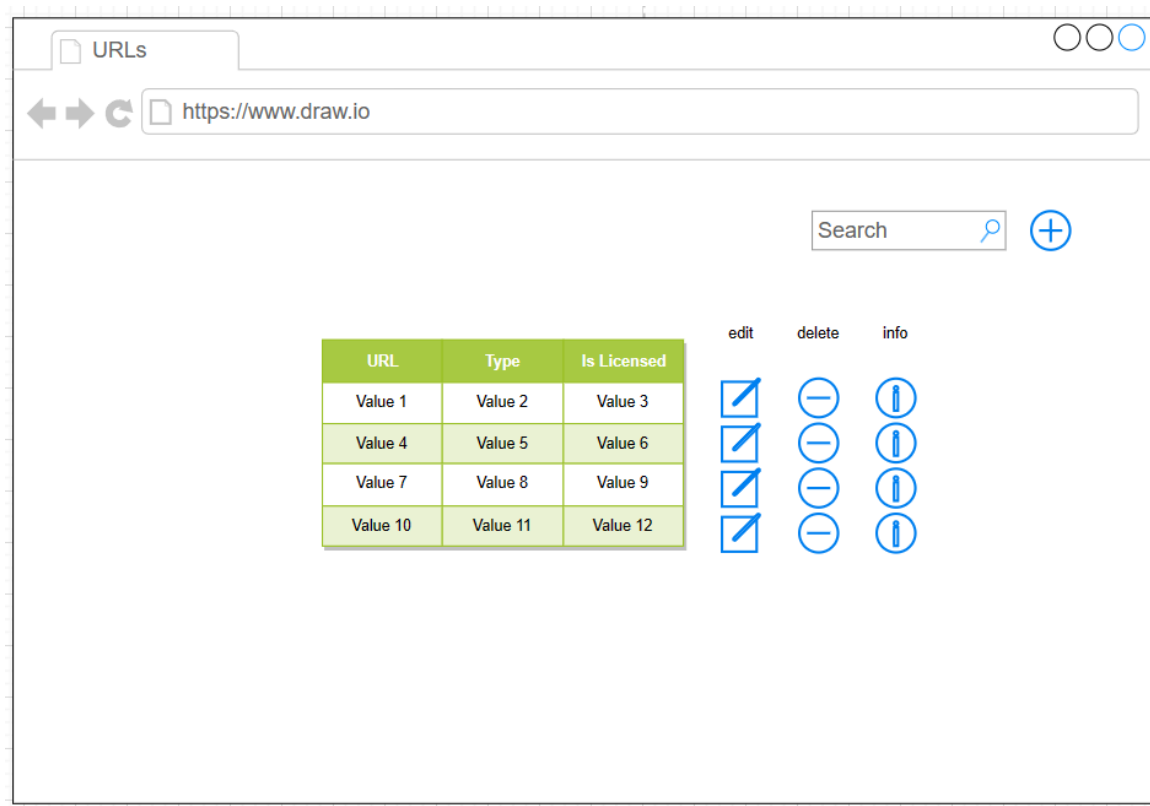 URLs
https://www.draw.io
Search
edit delete info
URL Type Is Licensed
Value 1 Value 2 Value 3
Value 4 Value 5 Value 6
Value 7 Value 8 Value 9
Value 10 Value 11 Value 12